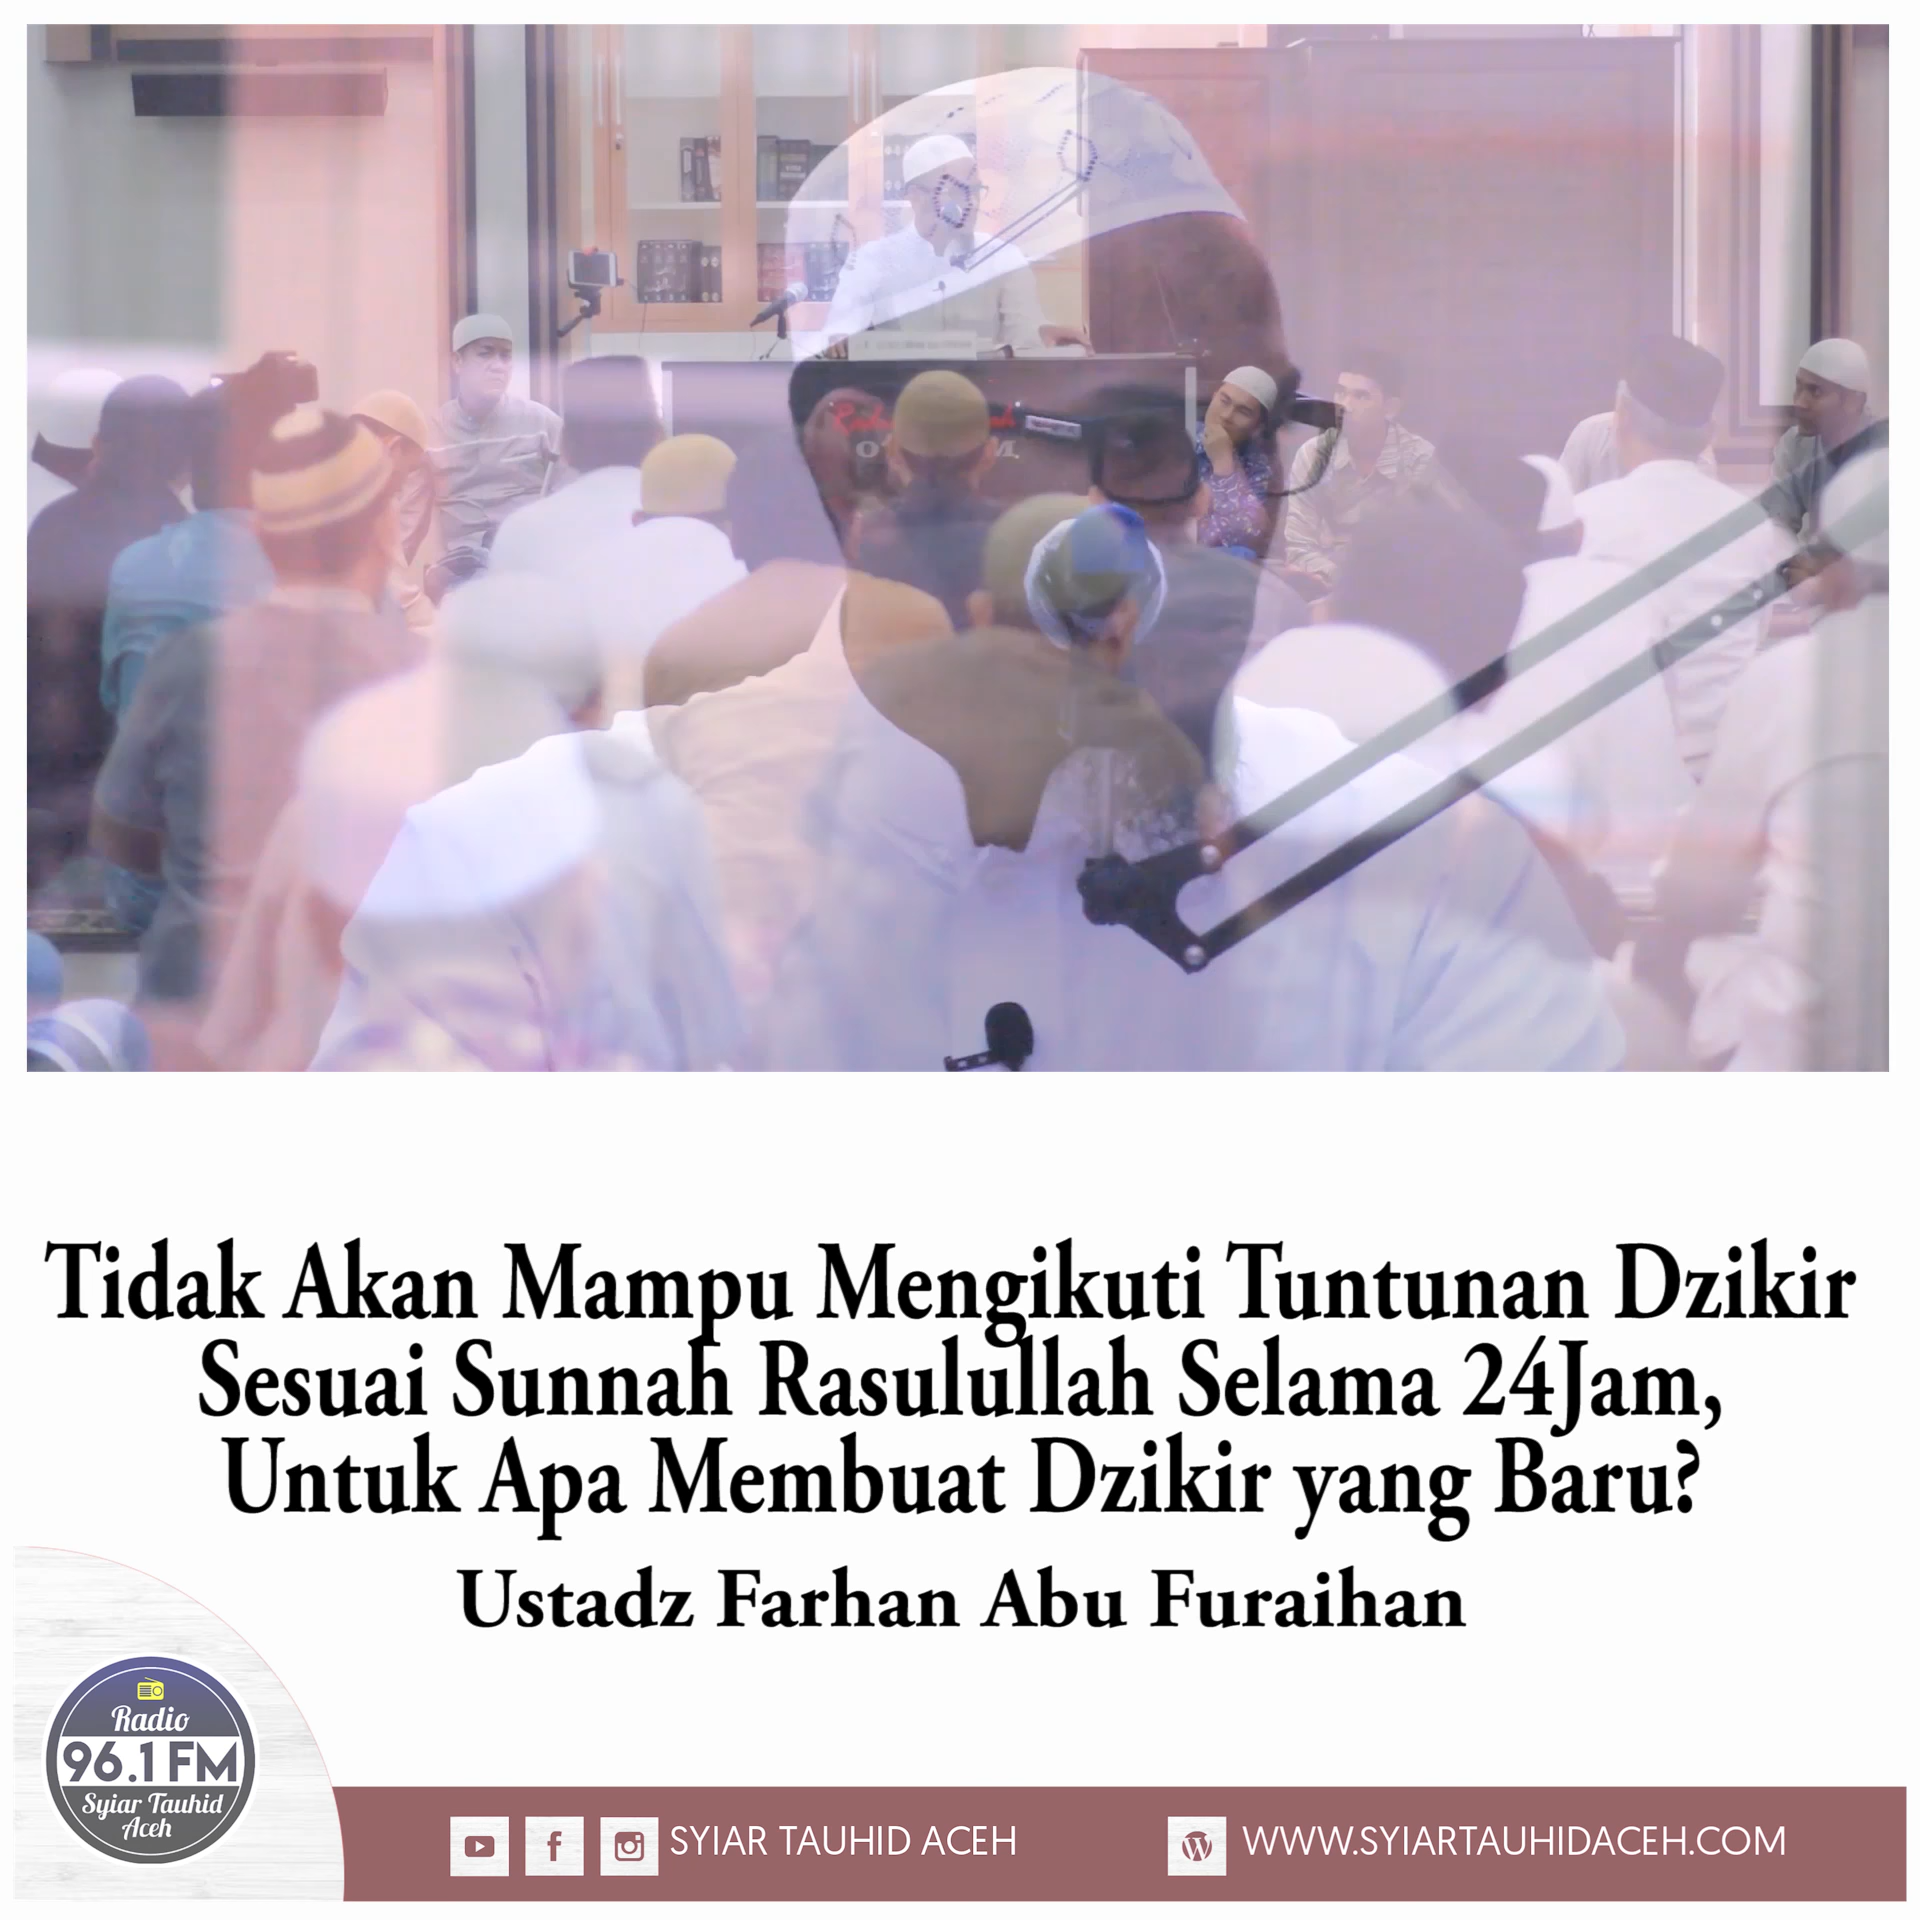 Tidak Akan Mampu Mengikuti Tuntunan Dzikir
Sesuai Sunnah Rasulullah Selama 24Jam,
Untuk Apa Membuat Dzikir yang Baru?
Ustadz Farhan Abu Furaihan
Radio
96.1 FM
Syiar Tauhid
Aceh
SYIAR TAUHID ACEH
WWW.SYIARTAUHIDACEH.COM